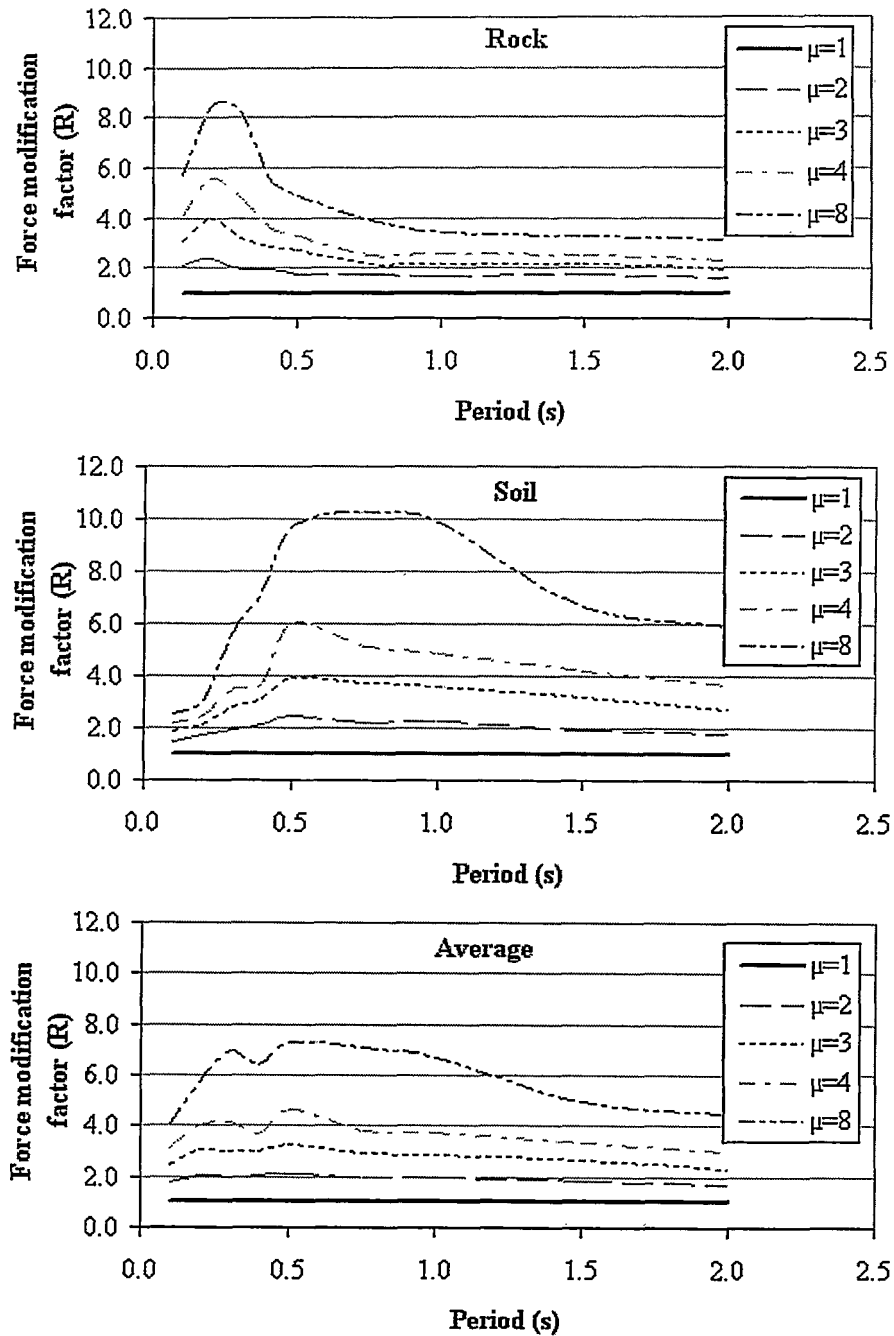 Rock
Force modification
factor (R)
12.0
10.0
8.0
6.0
4.0
2.0
0.0
0.0 0.5 1.0 1.5 2.0 2.5
Period (s)
μ=1
μ=2
μ=3
μ=4
μ=8
Soil
Force modification
factor (R)
12.0
10.0
8.0
6.0
4.0
2.0
0.0
0.0 0.5 1.0 1.5 2.0 2.5
Period (s)
μ=1
μ=2
μ=3
μ=4
μ=8
Average
Force modification
factor (R)
12.0
10.0
8.0
6.0
4.0
2.0
0.0
0.0 0.5 1.0 1.5 2.0 2.5
Period (s)
μ=1
μ=2
μ=3
μ=4
μ=8